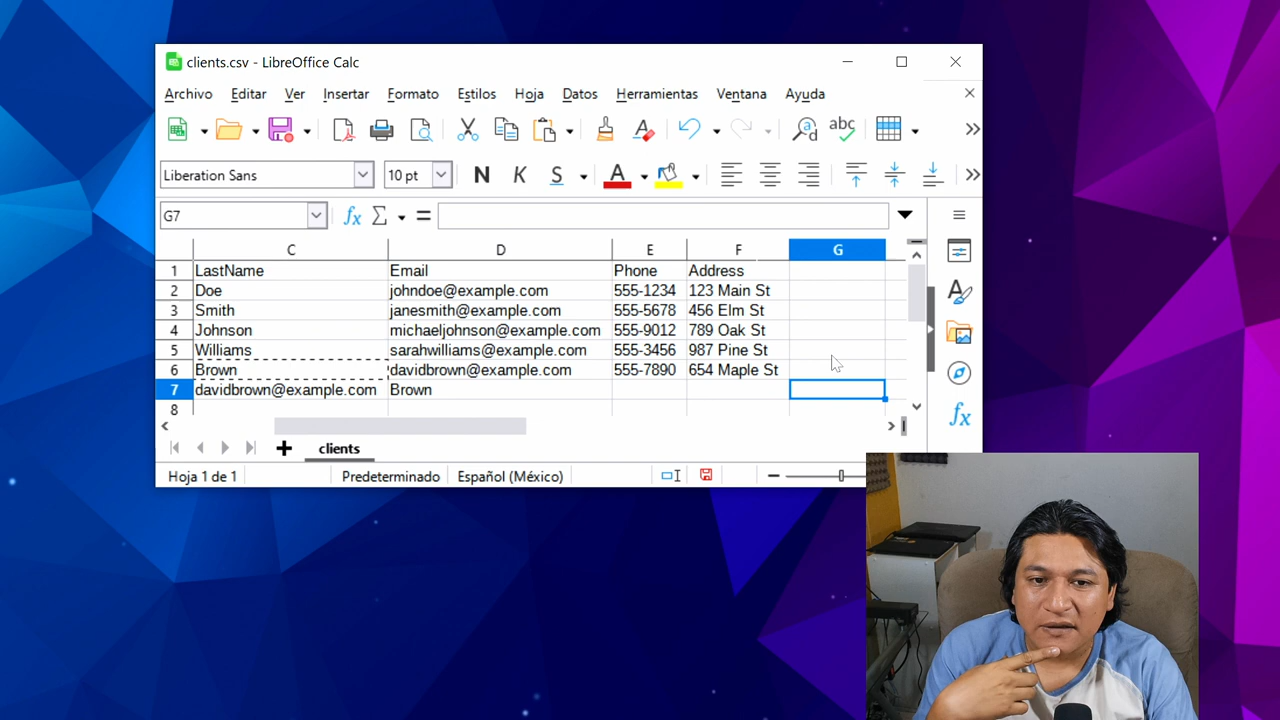 clients.csv - LibreOffice Calc
Archivo Editar Ver Insertar Formato Estilos Hoja Datos Herramientas Ventana Ayuda
abc
Liberation Sans 10 pt N K S A
G7
C D E F G
1 LastName Email Phone Address
2 Doe johndoe@example.com 555-1234 123 Main St
3 Smith janesmith@example.com 555-5678 456 Elm St
4 Johnson michaeljohnson@example.com 555-9012 789 Oak St
5 Williams sarahwilliams@example.com 555-3456 987 Pine St
6 Brown davidbrown@example.com 555-7890 654 Maple St
7 davidbrown@example.com Brown
8
clients
Hoja 1 de 1 Predeterminado Español (México)